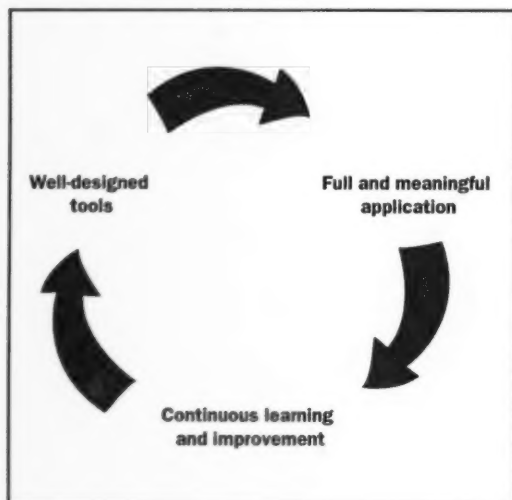 Well-designed
tools
Full and meaningful
application
Continuous learning
and improvement